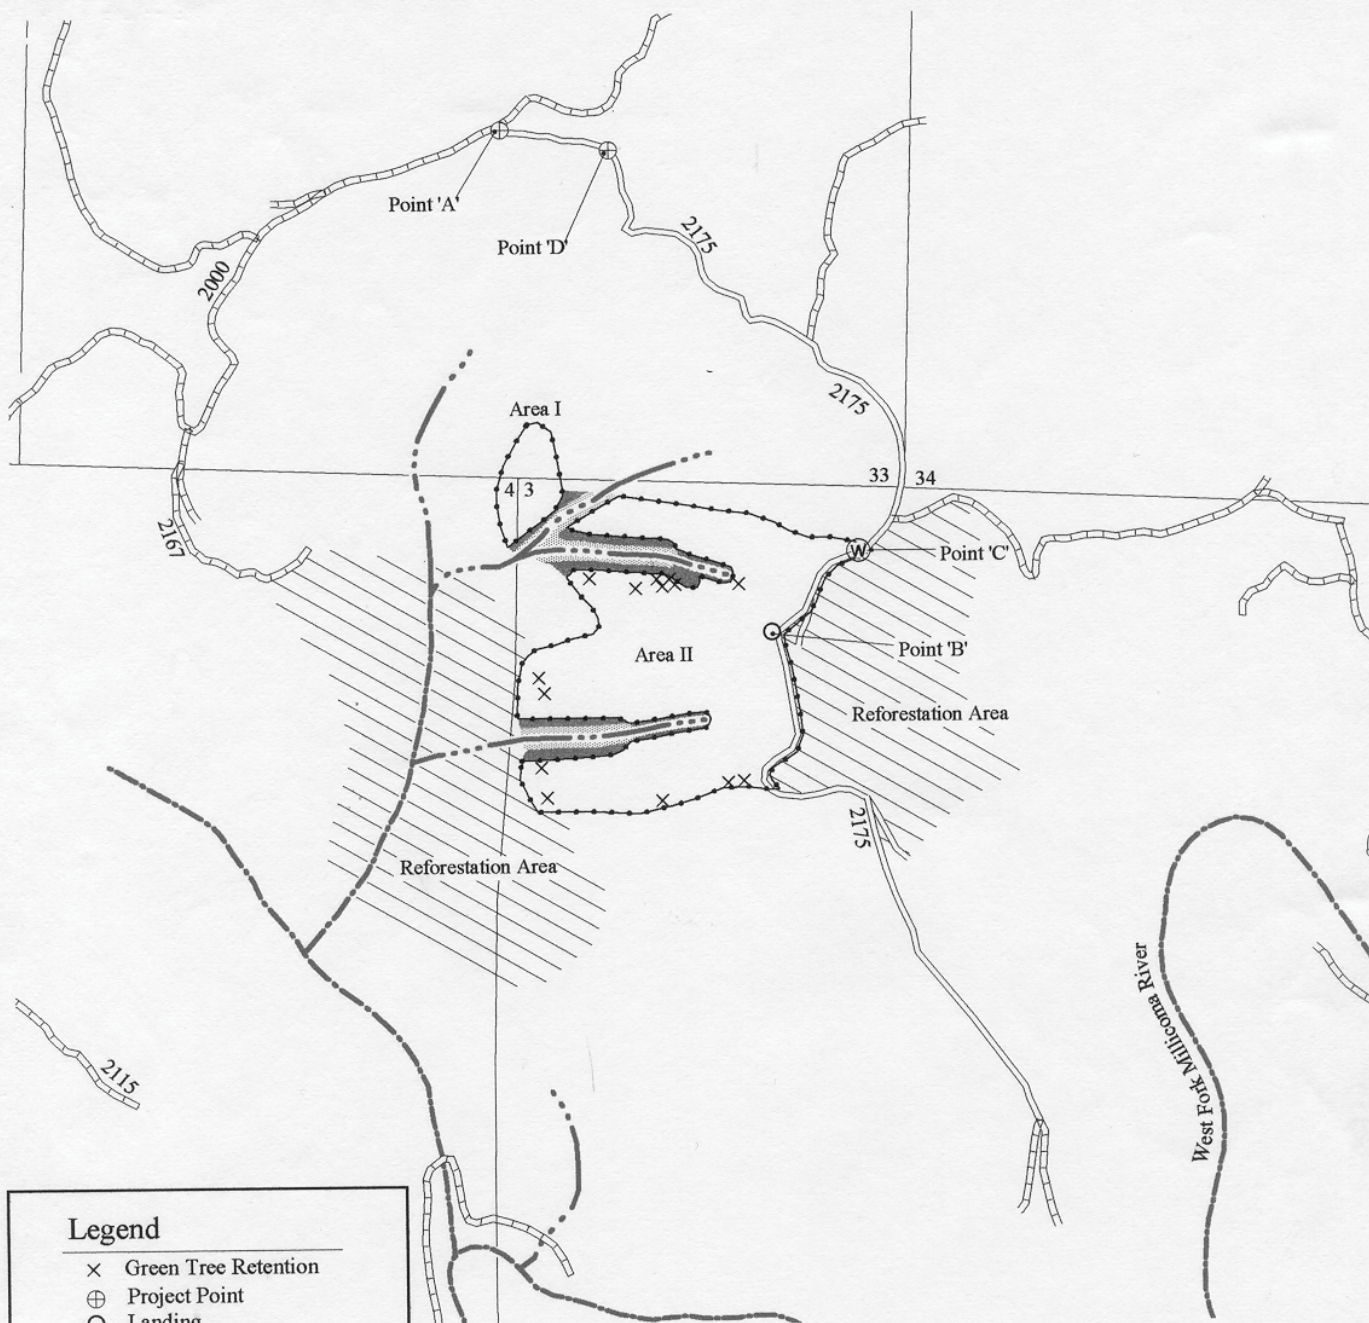 Point 'A'
Point 'D'
2175
2000
2175
Area I
33 34
4 3
2167
W
Point 'C'
Point 'B'
Area II
Reforestation Area
2175
Reforestation Area
West Fork Millicoma River
2115
Legend
Green Tree Retention
Project Point
Landing